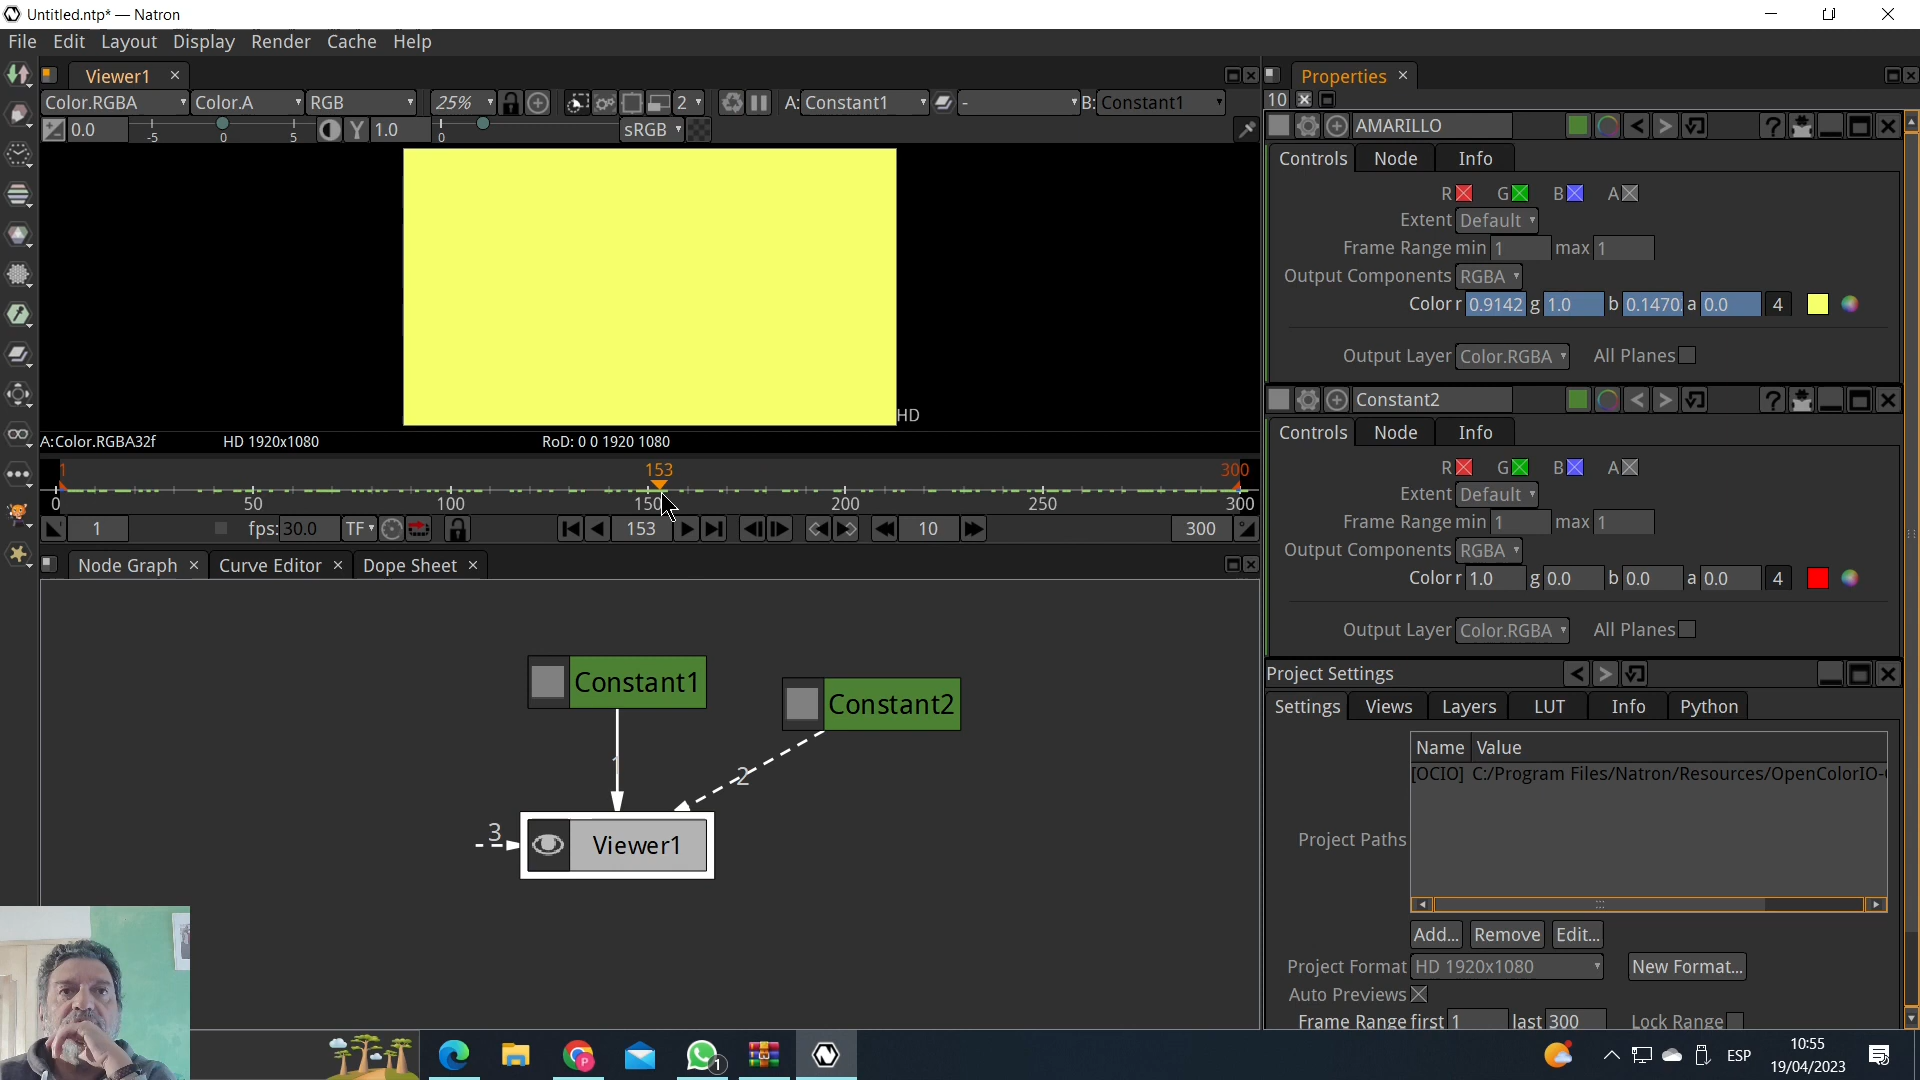 Untitled.ntp* — Natron
File Edit Layout Display Render Cache Help
Viewer1
Properties
Color.RGBA Color.A RGB 25% 2 A: Constant1 - B: Constant1
10
0.0 -5 0 5 Y 1.0 0 sRGB
AMARILLO
Controls Node Info
R G B A
Extent Default
Frame Range min 1 max 1
Output Components RGBA
Color r 0.9142 g 1.0 b 0.1470 a 0.0 4
Output Layer Color.RGBA All Planes
HD
A:Color.RGBA32f HD 1920x1080 RoD: 0 0 1920 1080
1 153 300
0 50 100 150 200 250 300
1 fps: 30.0 TF 153 10 300
Node Graph Curve Editor Dope Sheet
Constant1
Constant2
1
2
3
Viewer1
Constant2
Controls Node Info
R G B A
Extent Default
Frame Range min 1 max 1
Output Components RGBA
Color r 1.0 g 0.0 b 0.0 a 0.0 4
Output Layer Color.RGBA All Planes
Project Settings
Settings Views Layers LUT Info Python
Name Value
[OCIO] C:/Program Files/Natron/Resources/OpenColorIO-
Project Paths
Add... Remove Edit...
Project Format HD 1920x1080 New Format...
Auto Previews
Frame Range first 1 last 300 Lock Range
1
ESP
10:55
19/04/2023